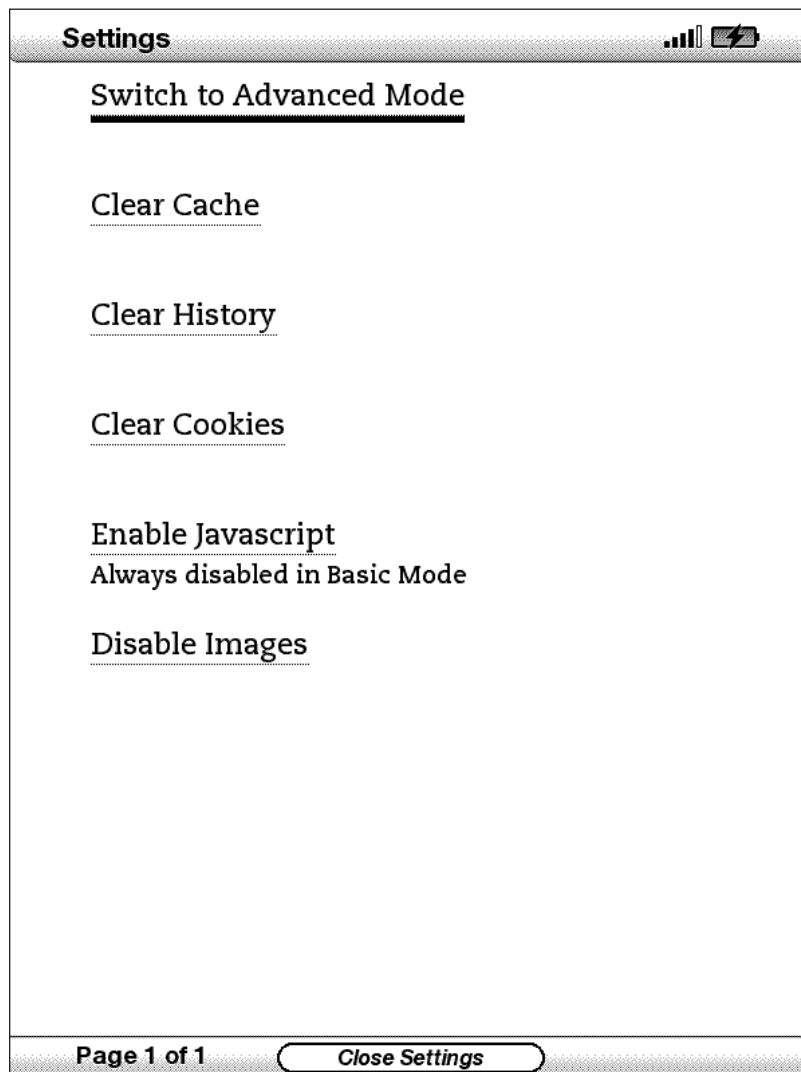 Settings
Switch to Advanced Mode
Clear Cache
Clear History
Clear Cookies
Enable Javascript
Always disabled in Basic Mode
Disable Images
Page 1 of 1 Close Settings